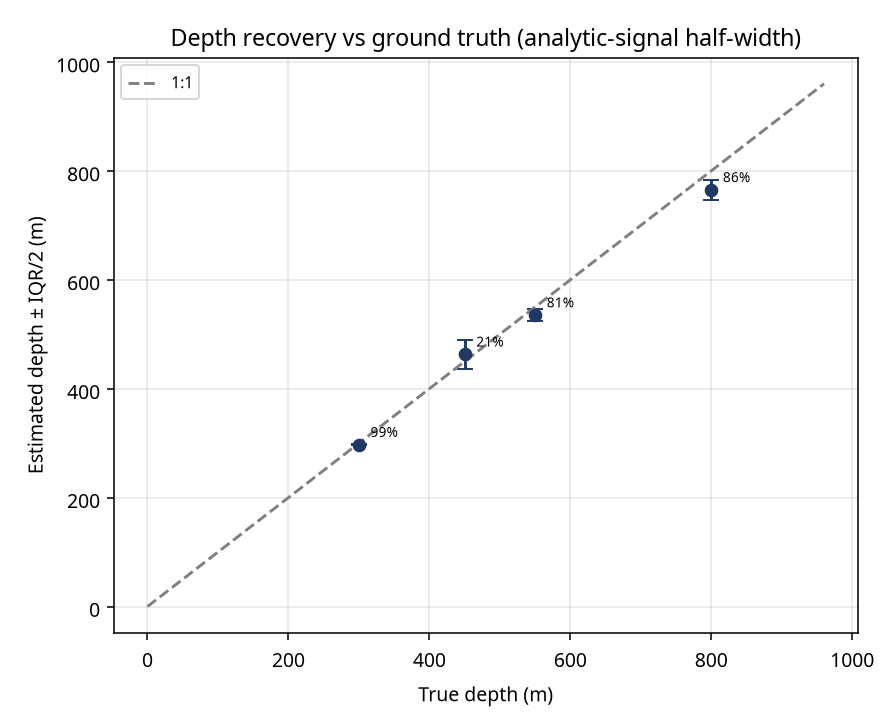 Depth recovery vs ground truth (analytic-signal half-width)
1:1
Estimated depth ± IQR/2 (m)
1000
800
600
400
200
0
86%
81%
21%
99%
0 200 400 600 800 1000
True depth (m)